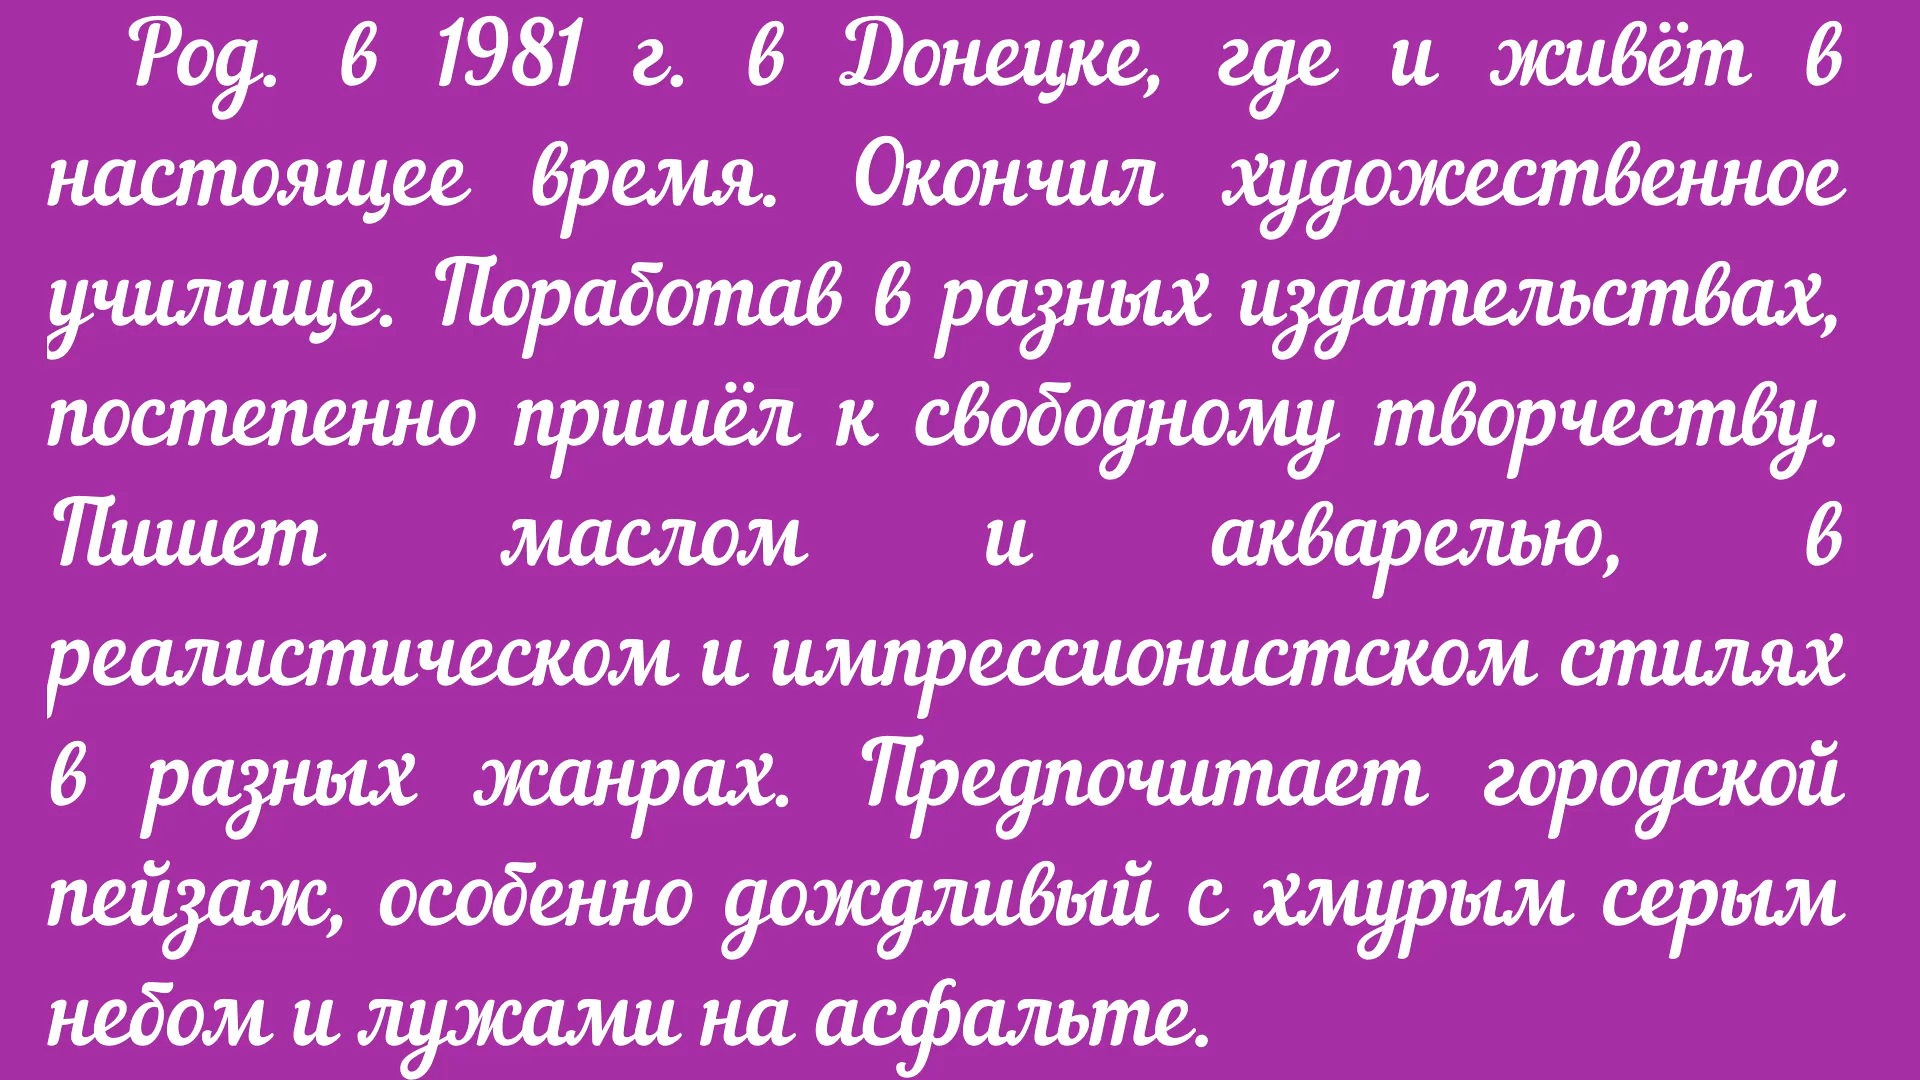 Род. в 1981 г. в Донецке, где и живёт в
настоящее время. Окончил художественное
училище. Поработав в разных издательствах,
постепенно пришёл к свободному творчеству.
Пишет маслом и акварелью, в
реалистическом и импрессионистском стилях
в разных жанрах. Предпочитает городской
пейзаж, особенно дождливый с хмурым серым
небом и лужами на асфальте.